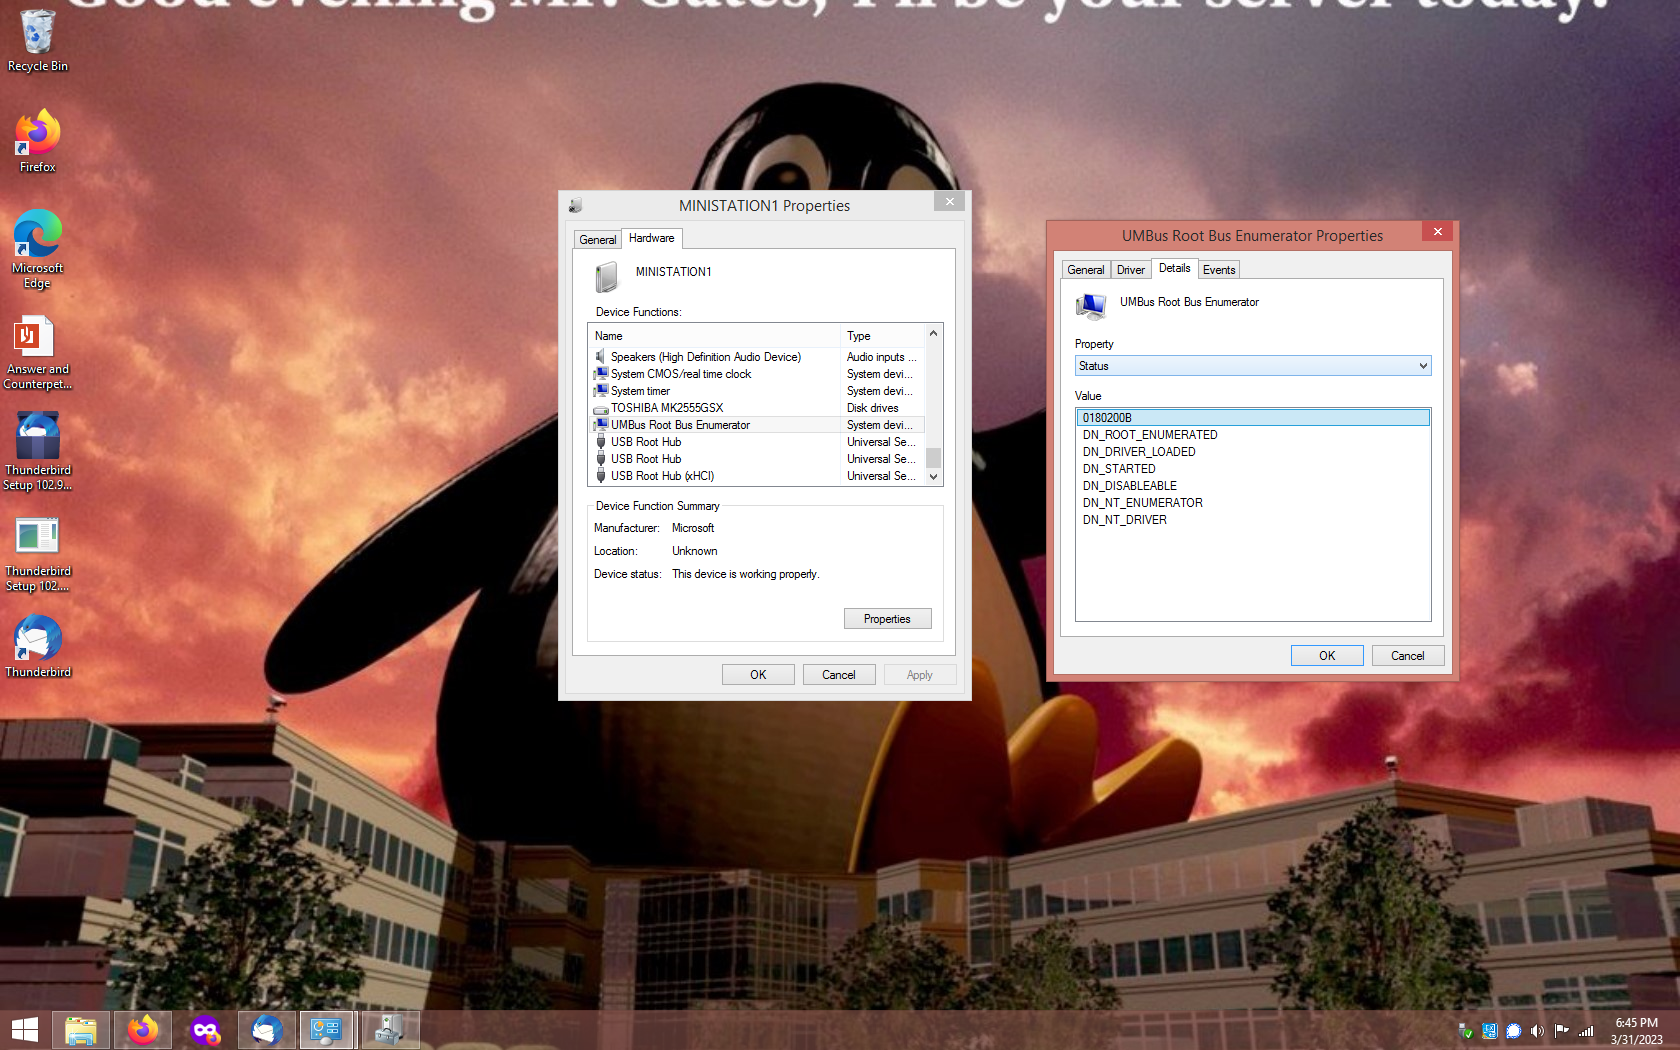 Good evening Mr. Gates, I'll be your server today.
Recycle Bin
Firefox
Microsoft
Edge
Answer and
Counterpet...
Thunderbird
Setup 102.9...
Thunderbird
Setup 102....
Thunderbird
MINISTATION1 Properties
General
Hardware
MINISTATION1
Device Functions:
Name Type
Speakers (High Definition Audio Device) Audio inputs ...
System CMOS/real time clock System devi...
System timer System devi...
TOSHIBA MK2555GSX Disk drives
UMBus Root Bus Enumerator System devi...
USB Root Hub Universal Se...
USB Root Hub Universal Se...
USB Root Hub (xHCI) Universal Se...
Device Function Summary
Manufacturer: Microsoft
Location: Unknown
Device status: This device is working properly.
Properties
OK Cancel Apply
UMBus Root Bus Enumerator Properties
General Driver Details Events
UMBus Root Bus Enumerator
Property
Status
Value
0180200B
DN_ROOT_ENUMERATED
DN_DRIVER_LOADED
DN_STARTED
DN_DISABLEABLE
DN_NT_ENUMERATOR
DN_NT_DRIVER
OK Cancel
6:45 PM
3/31/2023